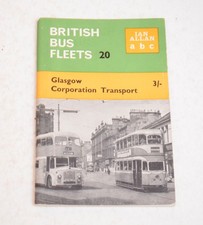 BRITISH
BUS
FLEETS 20
IAN
ALLAN
abc
Glasgow 3/-
Corporation Transport